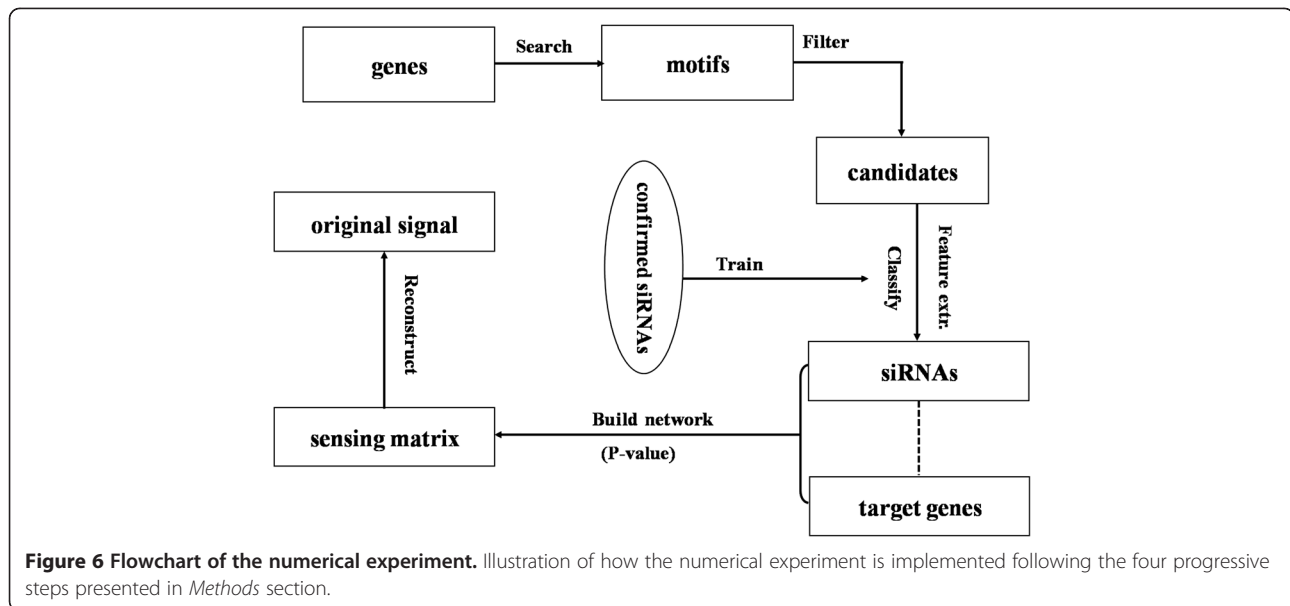 genes
Search
motifs
Filter
candidates
original signal
confirmed siRNAs
Train
Classify
Feature extr.
Reconstruct
siRNAs
sensing matrix
Build network
(P-value)
target genes
Figure 6 Flowchart of the numerical experiment. Illustration of how the numerical experiment is implemented following the four progressive
steps presented in Methods section.